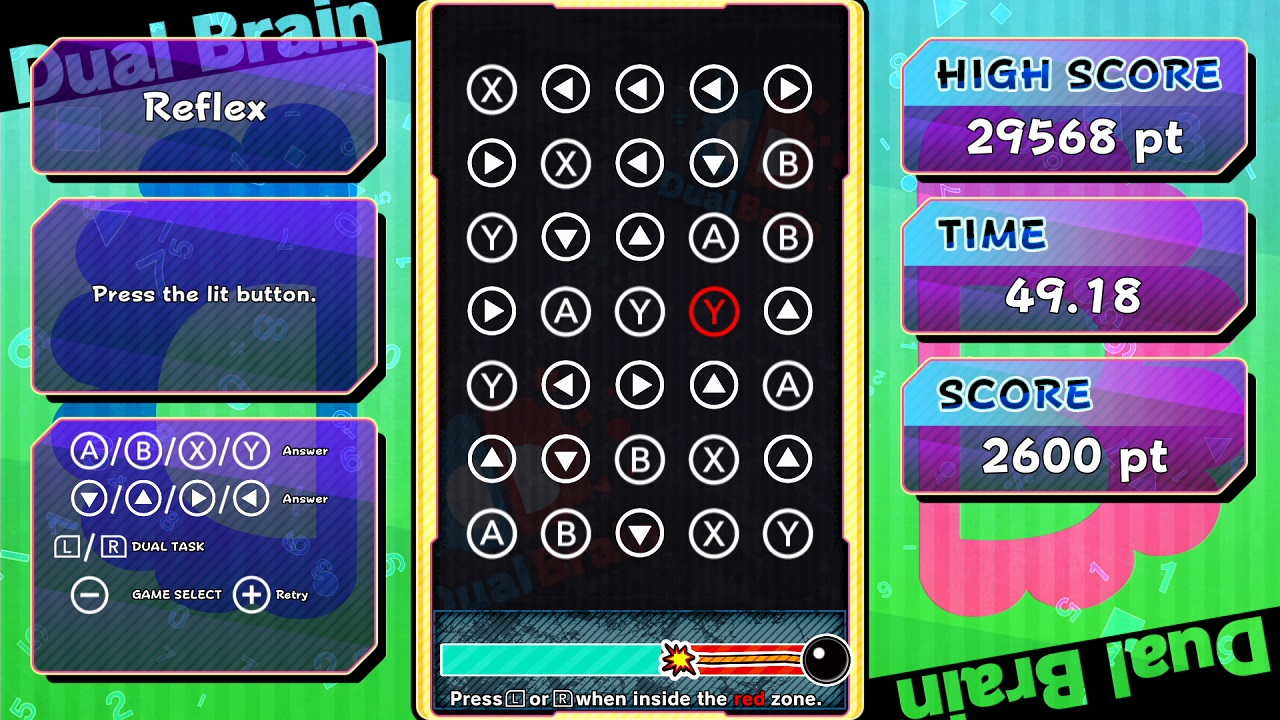 Dual Brain
Reflex
Press the lit button.
A/B/X/Y Answer
▼/▲/▶/◀ Answer
L/R DUAL TASK
− GAME SELECT + Retry
X ◀ ◀ ◀ ▶
▶ X ◀ ▼ B
Y ▼ ▲ A B
▶ A Y Y ▲
Y ◀ ▶ ▲ A
▲ ▼ B X ▲
A B ▼ X Y
Press L or R when inside the red zone.
HIGH SCORE
29568 pt
TIME
49.18
SCORE
2600 pt
Dual Brain